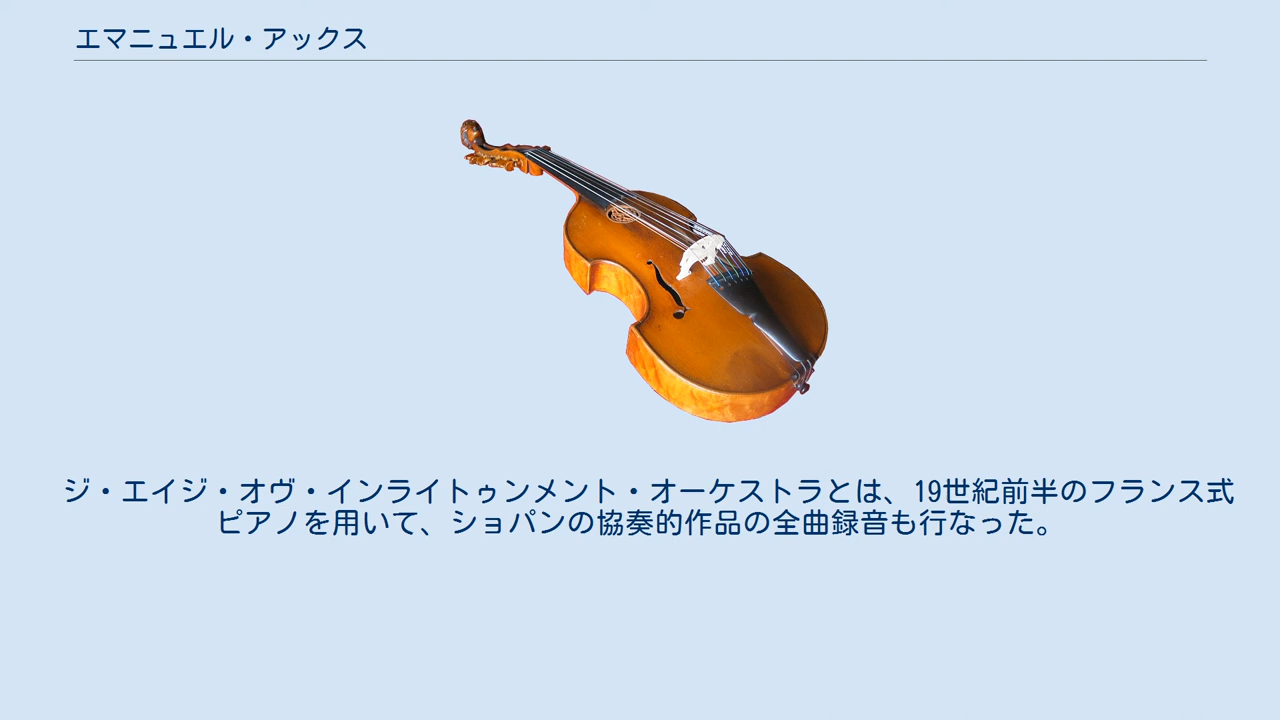 エマニュエル・アックス
ジ・エイジ・オヴ・インライトゥンメント・オーケストラとは、19世紀前半のフランス式
ピアノを用いて、ショパンの協奏的作品の全曲録音も行なった。